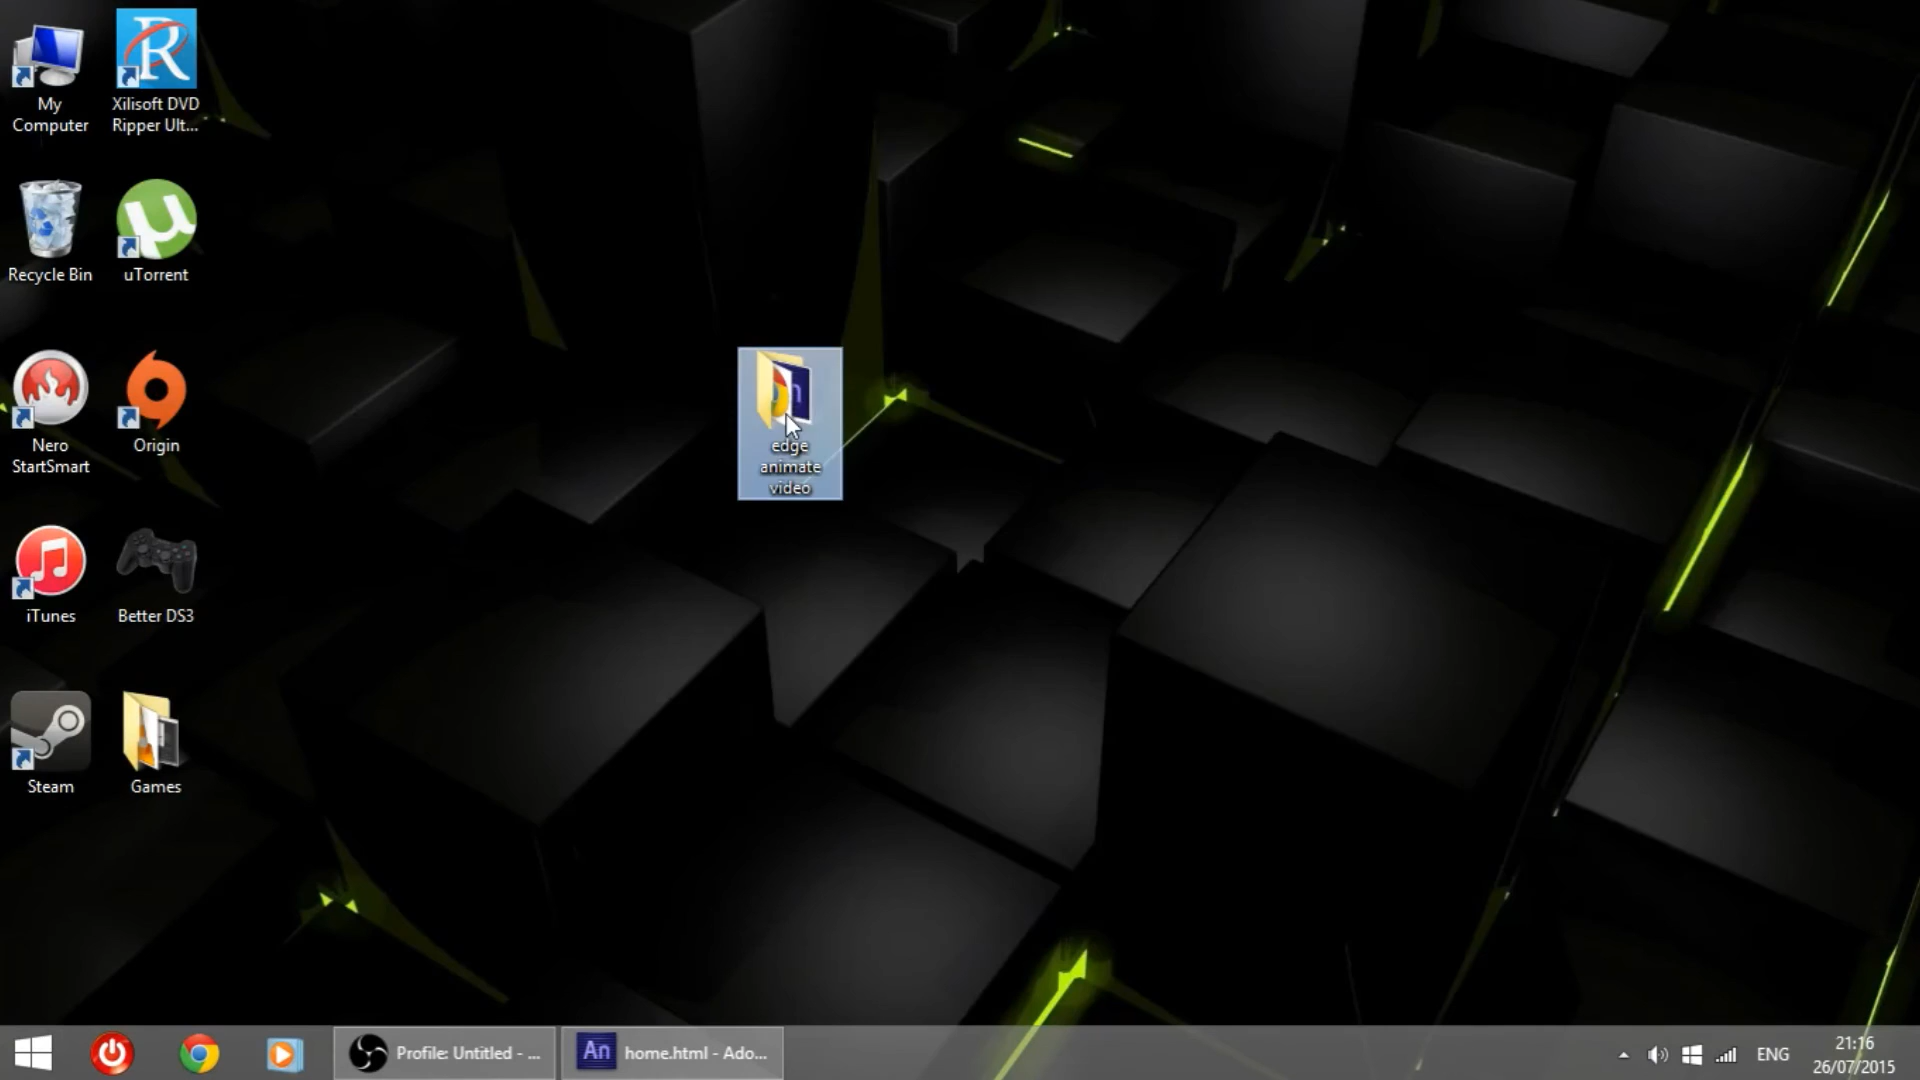 My
Computer
Xilisoft DVD
Ripper Ult...
Recycle Bin
µ
uTorrent
Nero
StartSmart
Origin
iTunes
Better DS3
Steam
Games
edge
animate
video
Profile: Untitled - ...
An
home.html - Ado...
ENG
21:16
26/07/2015